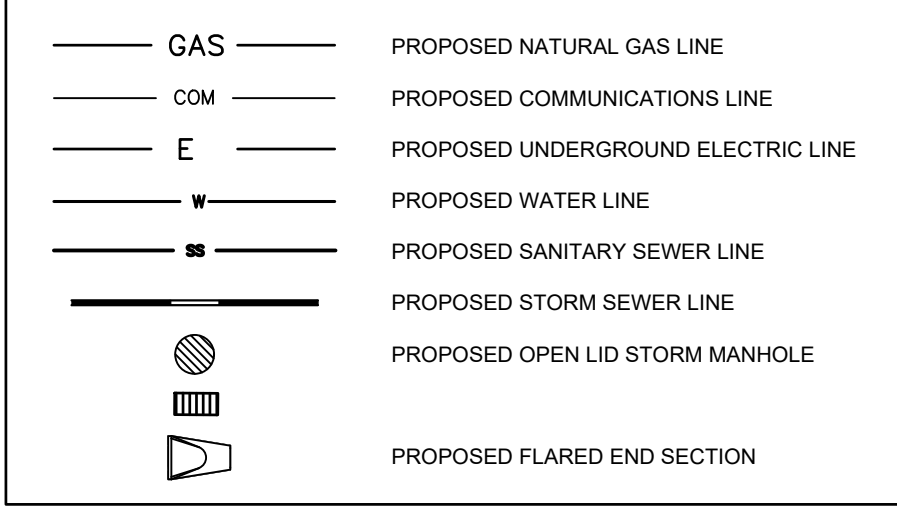 GAS PROPOSED NATURAL GAS LINE
COM PROPOSED COMMUNICATIONS LINE
E PROPOSED UNDERGROUND ELECTRIC LINE
W PROPOSED WATER LINE
SS PROPOSED SANITARY SEWER LINE
PROPOSED STORM SEWER LINE
PROPOSED OPEN LID STORM MANHOLE
PROPOSED FLARED END SECTION